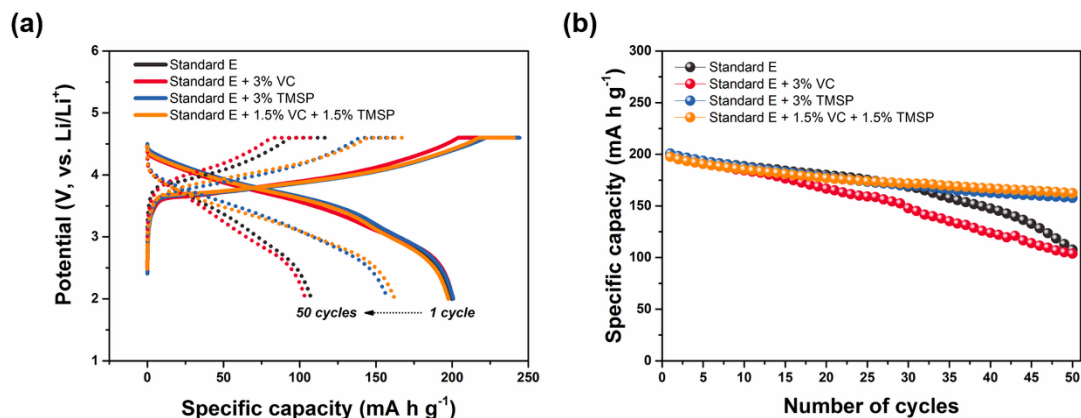 (a)
6
5
4
3
2
1
Potential (V, vs. Li/Li⁺)
Standard E
Standard E + 3% VC
Standard E + 3% TMSP
Standard E + 1.5% VC + 1.5% TMSP
50 cycles
1 cycle
0 50 100 150 200 250
Specific capacity (mA h g⁻¹)
(b)
300
250
200
150
100
50
0
Specific capacity (mA h g⁻¹)
Standard E
Standard E + 3% VC
Standard E + 3% TMSP
Standard E + 1.5% VC + 1.5% TMSP
0 5 10 15 20 25 30 35 40 45 50
Number of cycles